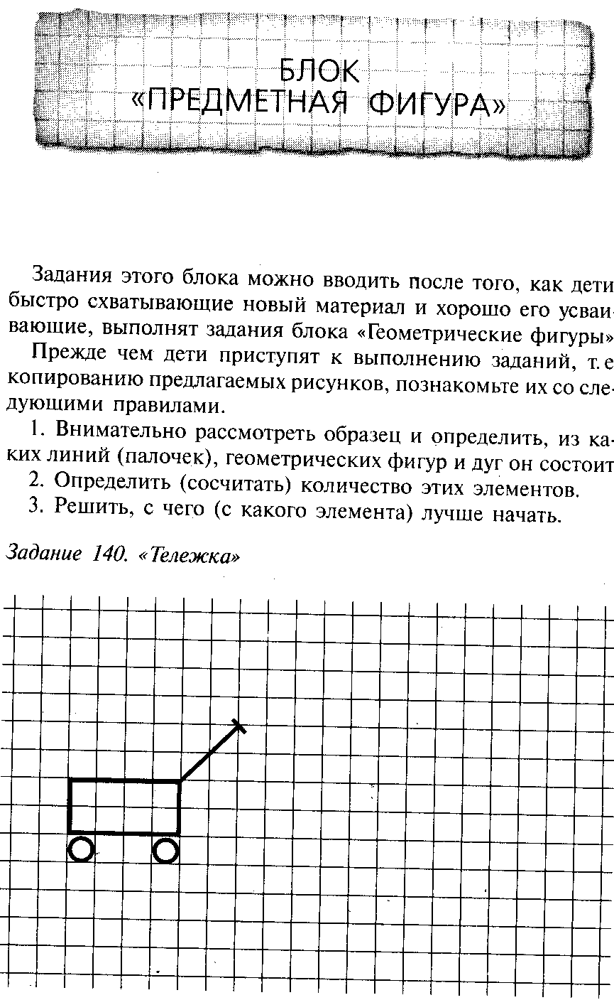 БЛОК
«ПРЕДМЕТНАЯ ФИГУРА»
Задания этого блока можно вводить после того, как дети
быстро схватывающие новый материал и хорошо его усваи-
вающие, выполнят задания блока «Геометрические фигуры»
Прежде чем дети приступят к выполнению заданий, т. е
копированию предлагаемых рисунков, познакомьте их со сле-
дующими правилами.
1. Внимательно рассмотреть образец и определить, из ка-
ких линий (палочек), геометрических фигур и дуг он состоит
2. Определить (сосчитать) количество этих элементов.
3. Решить, с чего (с какого элемента) лучше начать.
Задание 140. «Тележка»